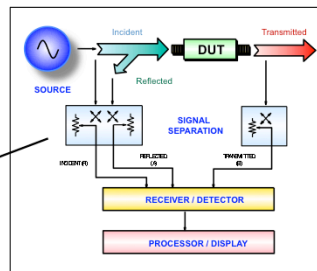 Incident
Transmitted
DUT
Reflected
SOURCE
SIGNAL
SEPARATION
INCIDENT (R)
REFLECTED
(A)
TRANSMITTED
(B)
RECEIVER / DETECTOR
PROCESSOR / DISPLAY